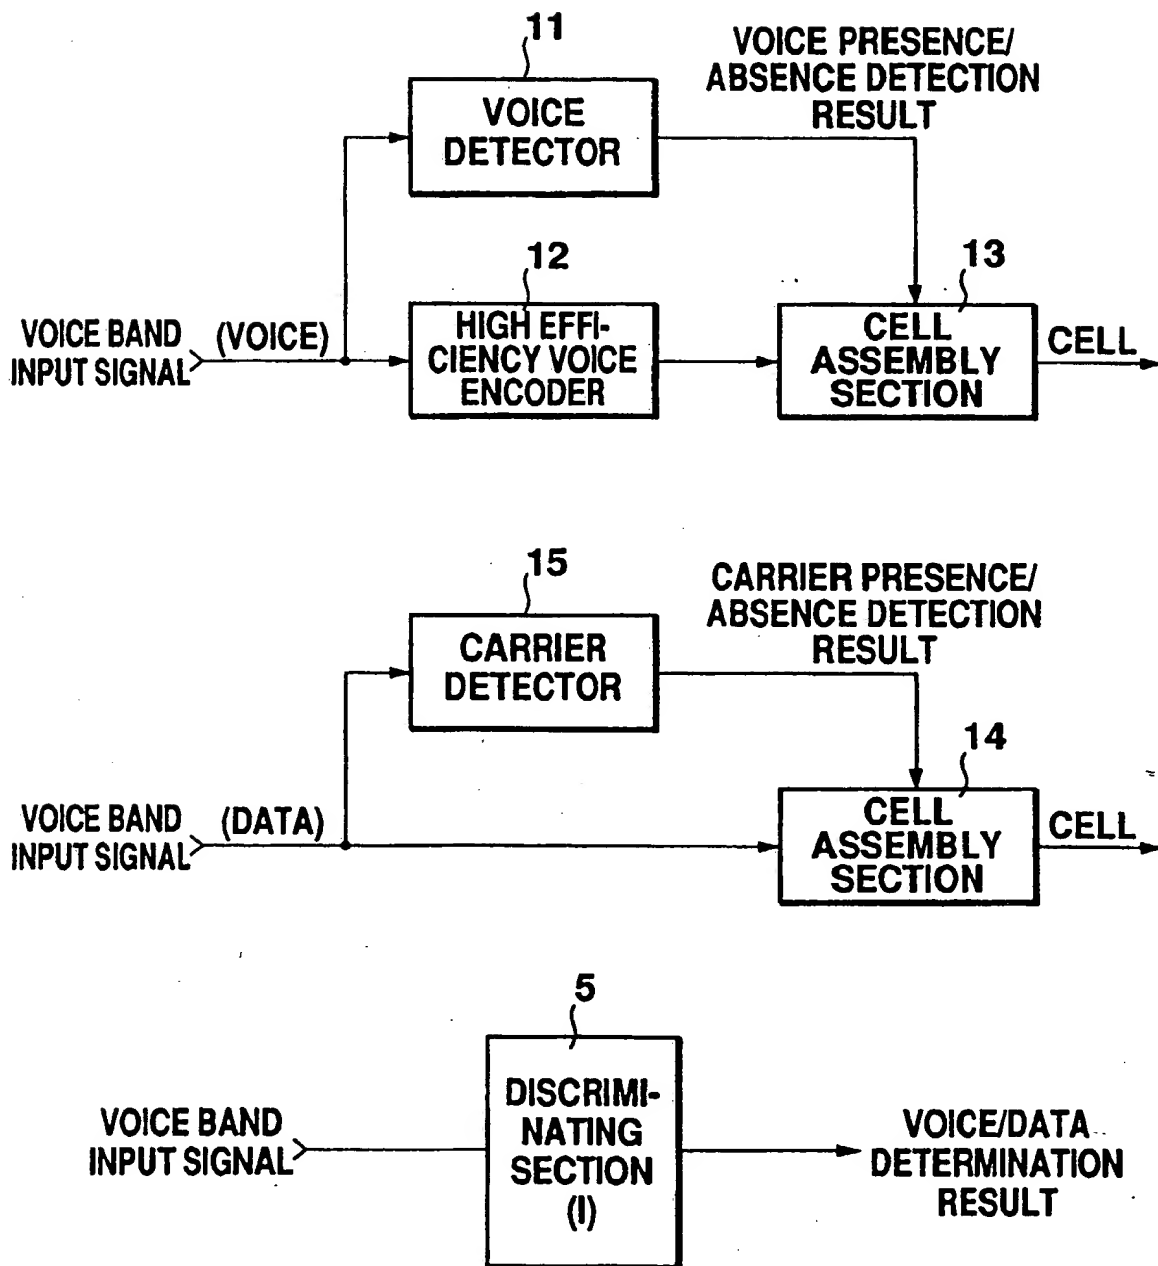 11
VOICE PRESENCE/
ABSENCE DETECTION
RESULT
VOICE
DETECTOR
12
13
VOICE BAND
INPUT SIGNAL
(VOICE)
HIGH EFFI-
CIENCY VOICE
ENCODER
CELL
ASSEMBLY
SECTION
CELL
15
CARRIER PRESENCE/
ABSENCE DETECTION
RESULT
CARRIER
DETECTOR
14
VOICE BAND
INPUT SIGNAL
(DATA)
CELL
ASSEMBLY
SECTION
CELL
5
VOICE BAND
INPUT SIGNAL
DISCRIMI-
NATING
SECTION
(I)
VOICE/DATA
DETERMINATION
RESULT